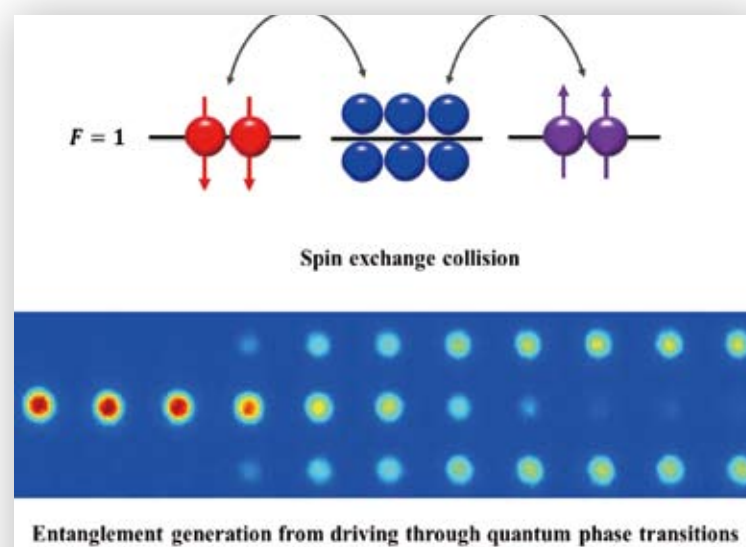 F = 1
Spin exchange collision
Entanglement generation from driving through quantum phase transitions